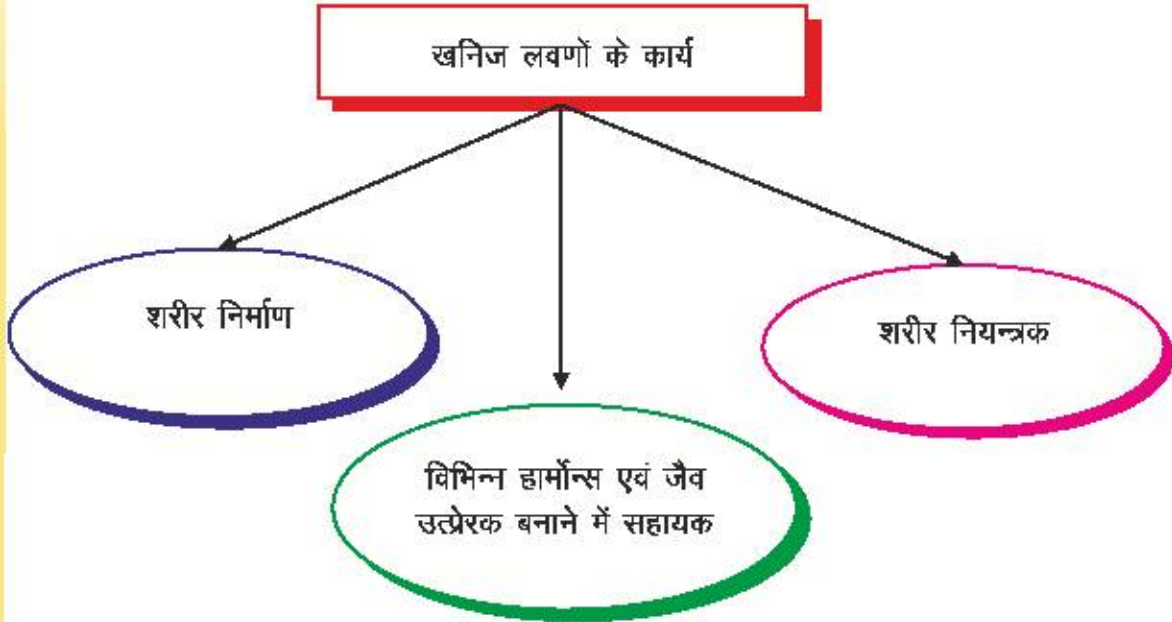 खनिज लवणों के कार्य
शरीर निर्माण
शरीर नियन्त्रक
विभिन्न हार्मोन्स एवं जैव
उत्प्रेरक बनाने में सहायक